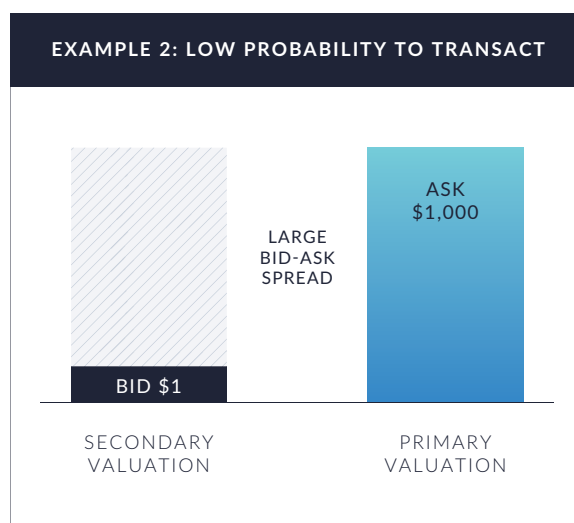 EXAMPLE 2: LOW PROBABILITY TO TRANSACT
ASK
$1,000
LARGE
BID-ASK
SPREAD
BID $1
SECONDARY
VALUATION
PRIMARY
VALUATION